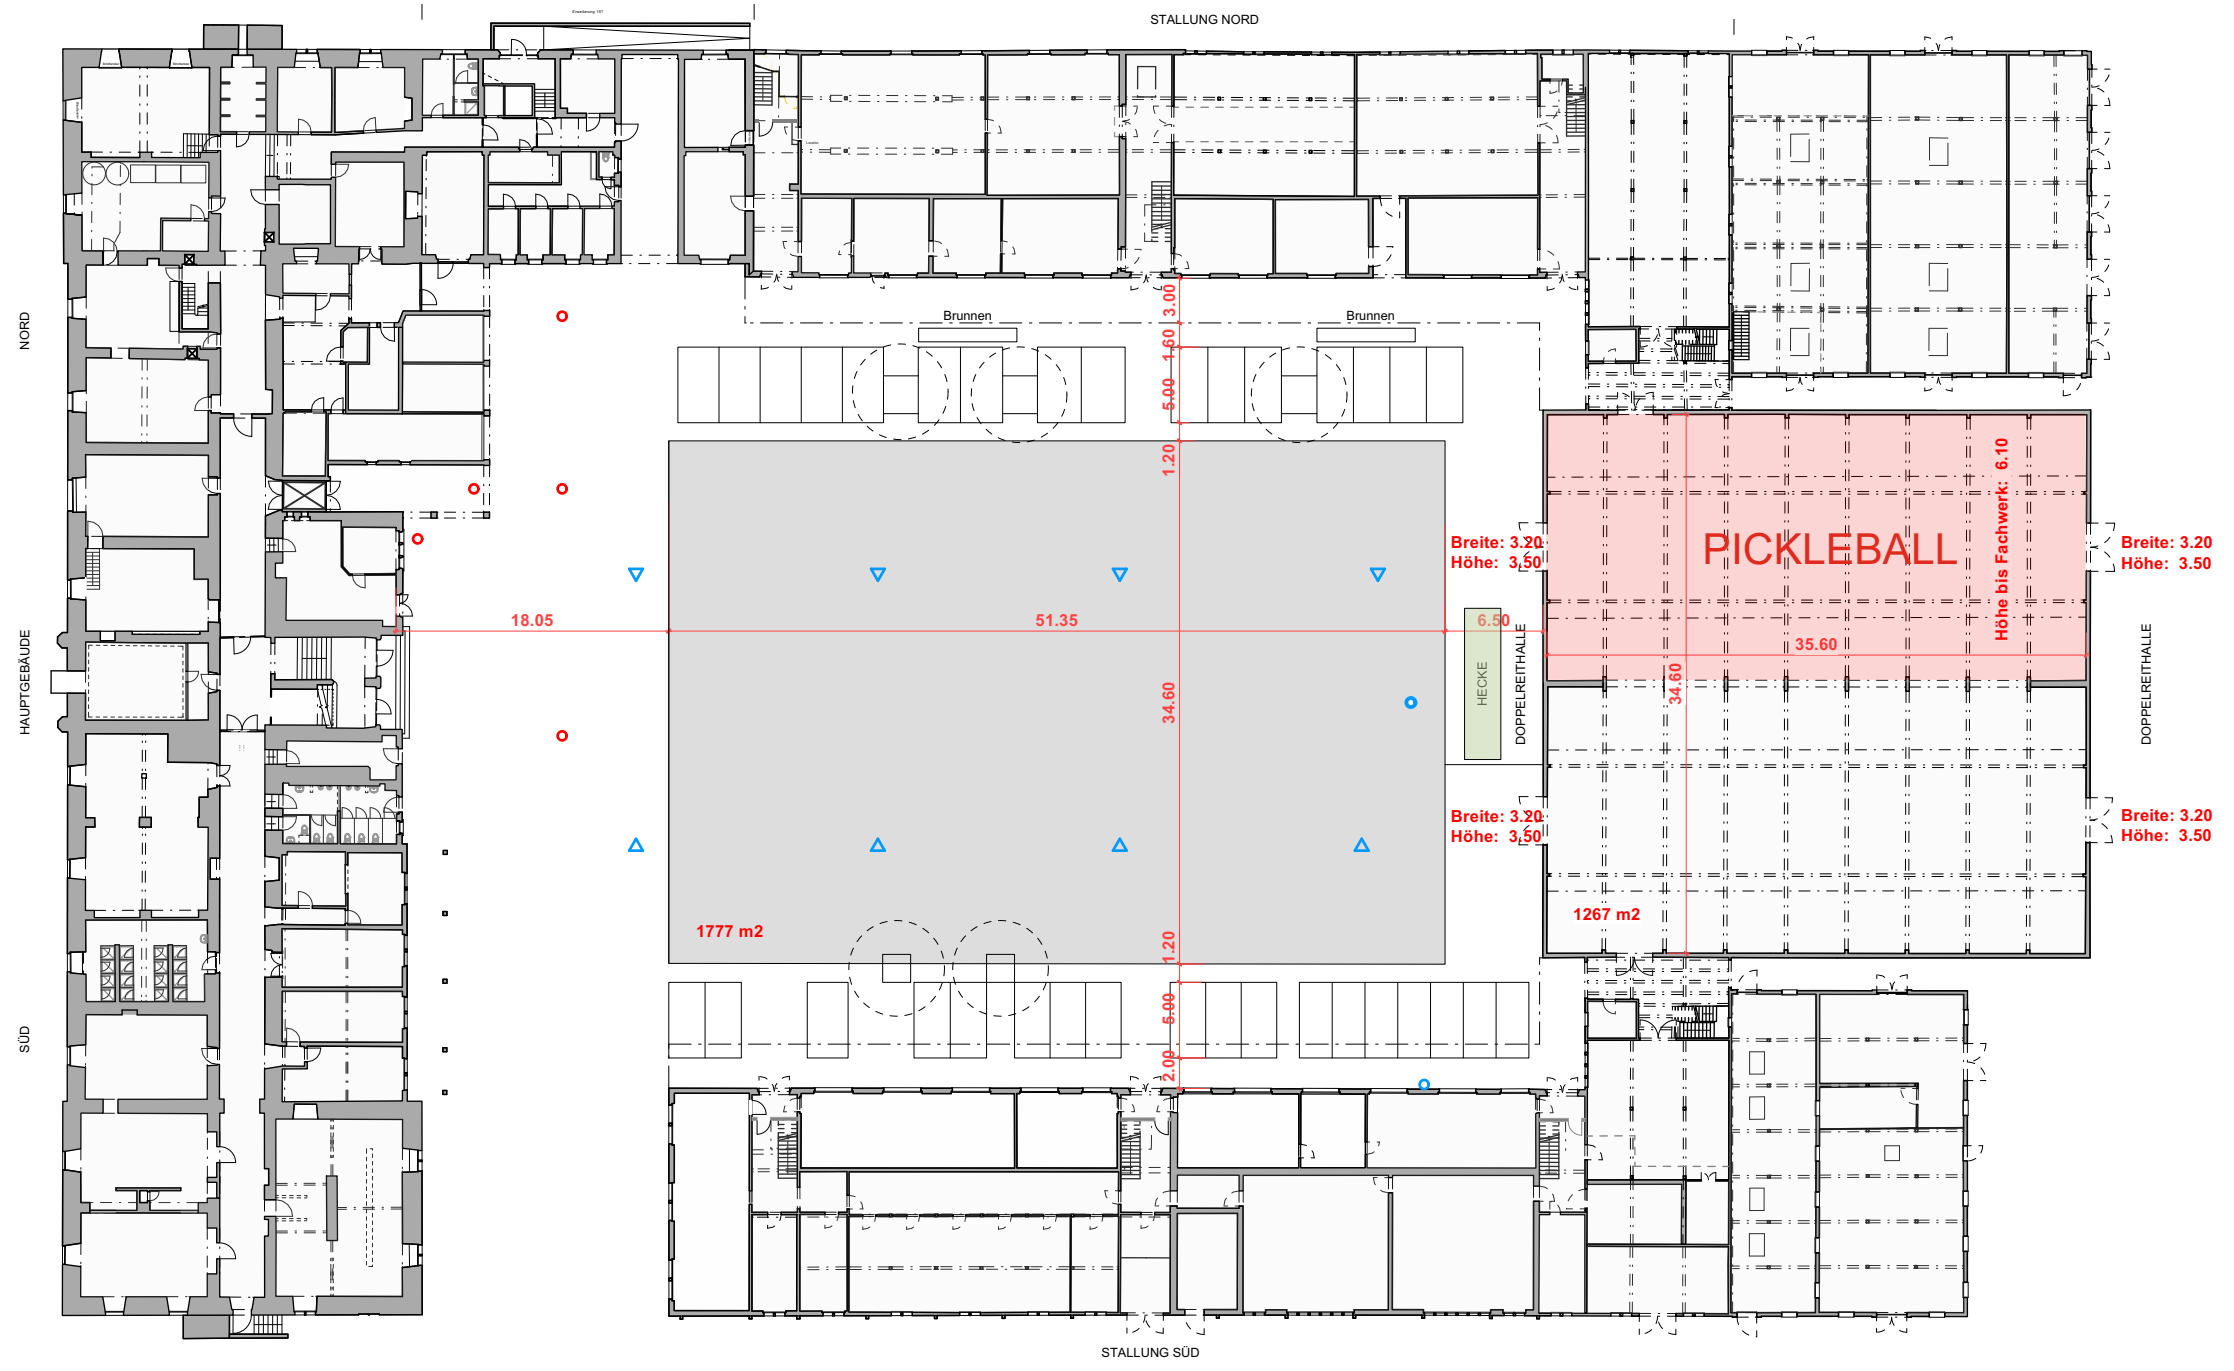 STALLUNG NORD
NORD
HAUPTGEBÄUDE
SÜD
Brunnen
Brunnen
3.00
1.60
5.00
1.20
18.05
51.35
6.50
34.60
1.20
5.00
2.00
1777 m2
HECKE
DOPPELREITHALLE
Breite: 3.20
Höhe: 3.50
Breite: 3.20
Höhe: 3.50
PICKLEBALL
Höhe bis Fachwerk: 6.10
35.60
34.60
1267 m2
Breite: 3.20
Höhe: 3.50
DOPPELREITHALLE
Breite: 3.20
Höhe: 3.50
STALLUNG SÜD